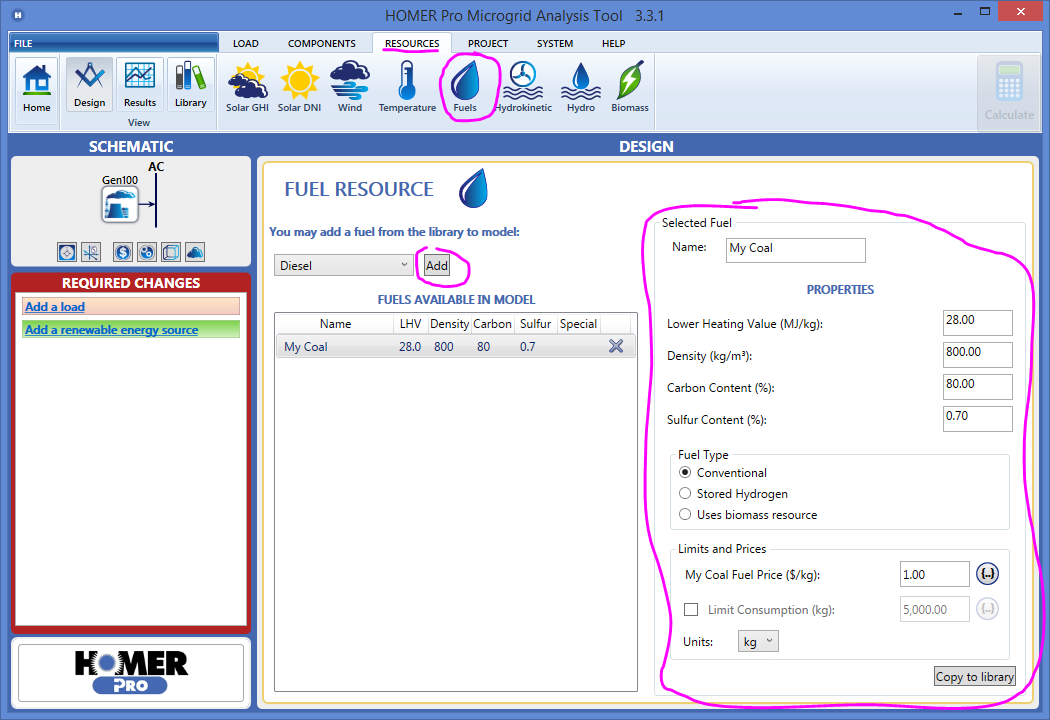 HOMER Pro Microgrid Analysis Tool 3.3.1
FILE LOAD COMPONENTS RESOURCES PROJECT SYSTEM HELP
Home Design Results Library Solar GHI Solar DNI Wind Temperature Fuels Hydrokinetic Hydro Biomass Calculate
View
SCHEMATIC
AC
Gen100
REQUIRED CHANGES
Add a load
Add a renewable energy source
HOMER
PRO
DESIGN
FUEL RESOURCE
You may add a fuel from the library to model:
Diesel Add
FUELS AVAILABLE IN MODEL
Name LHV Density Carbon Sulfur Special
My Coal 28.0 800 80 0.7
Selected Fuel
Name: My Coal
PROPERTIES
Lower Heating Value (MJ/kg): 28.00
Density (kg/m³): 800.00
Carbon Content (%): 80.00
Sulfur Content (%): 0.70
Fuel Type
Conventional
Stored Hydrogen
Uses biomass resource
Limits and Prices
My Coal Fuel Price ($/kg): 1.00 {..}
Limit Consumption (kg): 5,000.00 {..}
Units: kg
Copy to library